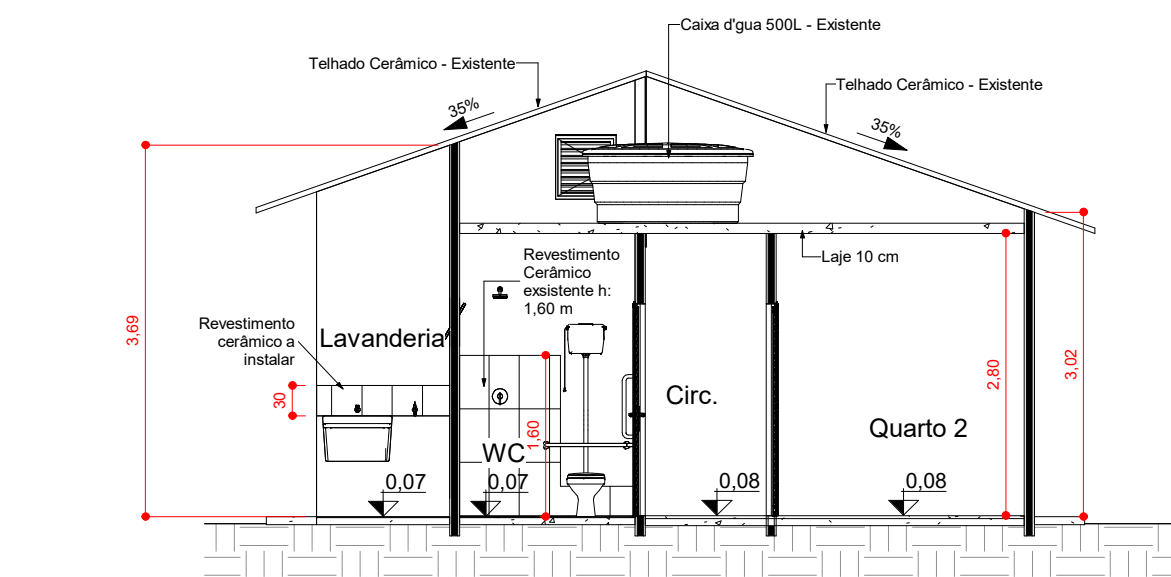 Caixa d'gua 500L - Existente
Telhado Cerâmico - Existente
Telhado Cerâmico - Existente
35%
35%
Laje 10 cm
Revestimento
Cerâmico
exsistente h:
1,60 m
Revestimento
cerâmico a
instalar
Lavanderia
3,69
30
1,60
WC
Circ.
Quarto 2
2,80
3,02
0,07
0,07
0,08
0,08